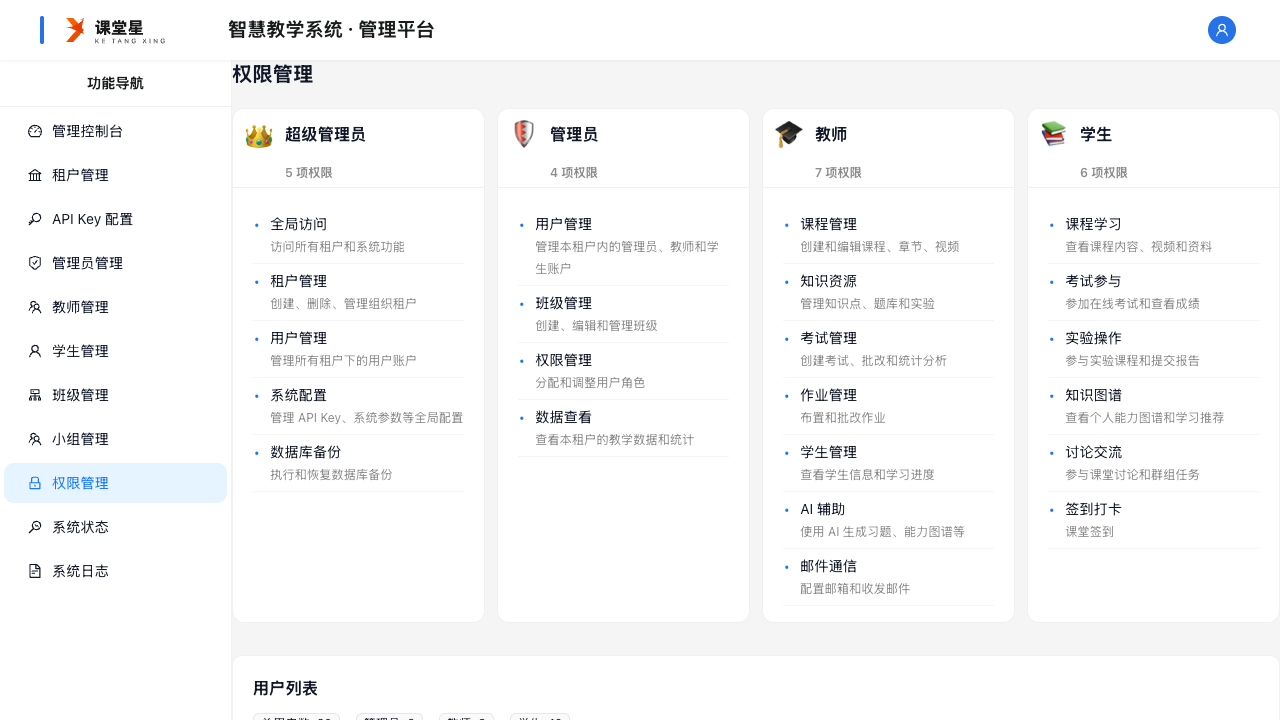 课堂星
KE TANG XING
智慧教学系统 · 管理平台
功能导航
管理控制台
租户管理
API Key 配置
管理员管理
教师管理
学生管理
班级管理
小组管理
权限管理
系统状态
系统日志
权限管理
超级管理员
5 项权限
全局访问
访问所有租户和系统功能
租户管理
创建、删除、管理组织租户
用户管理
管理所有租户下的用户账户
系统配置
管理 API Key、系统参数等全局配置
数据库备份
执行和恢复数据库备份
管理员
4 项权限
用户管理
管理本租户内的管理员、教师和学
生账户
班级管理
创建、编辑和管理班级
权限管理
分配和调整用户角色
数据查看
查看本租户的教学数据和统计
教师
7 项权限
课程管理
创建和编辑课程、章节、视频
知识资源
管理知识点、题库和实验
考试管理
创建考试、批改和统计分析
作业管理
布置和批改作业
学生管理
查看学生信息和学习进度
AI 辅助
使用 AI 生成习题、能力图谱等
邮件通信
配置邮箱和收发邮件
学生
6 项权限
课程学习
查看课程内容、视频和资料
考试参与
参加在线考试和查看成绩
实验操作
参与实验课程和提交报告
知识图谱
查看个人能力图谱和学习推荐
讨论交流
参与课堂讨论和群组任务
签到打卡
课堂签到
用户列表